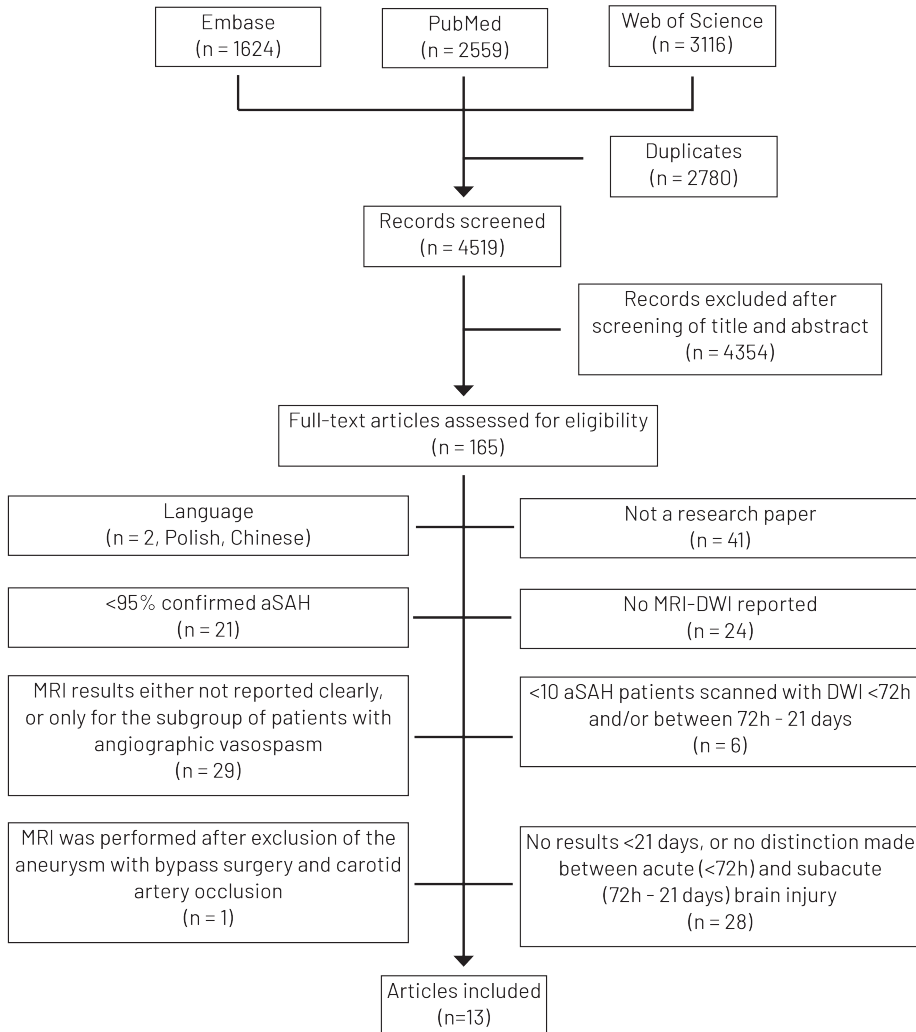 Embase
(n = 1624)
PubMed
(n = 2559)
Web of Science
(n = 3116)
Duplicates
(n = 2780)
Records screened
(n = 4519)
Records excluded after
screening of title and abstract
(n = 4354)
Full-text articles assessed for eligibility
(n = 165)
Language
(n = 2, Polish, Chinese)
Not a research paper
(n = 41)
<95% confirmed aSAH
(n = 21)
No MRI-DWI reported
(n = 24)
MRI results either not reported clearly,
or only for the subgroup of patients with
angiographic vasospasm
(n = 29)
<10 aSAH patients scanned with DWI <72h
and/or between 72h - 21 days
(n = 6)
MRI was performed after exclusion of the
aneurysm with bypass surgery and carotid
artery occlusion
(n = 1)
No results <21 days, or no distinction made
between acute (<72h) and subacute
(72h - 21 days) brain injury
(n = 28)
Articles included
(n=13)